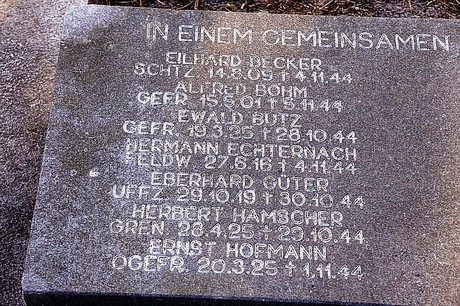 IN EINEM GEMEINSAMEN
EILHARD BECKER
SCHTZ. 14.8.09 † 4.11.44
ALFRED BÖHM
GEFR. 15.5.01 † 5.11.44
EWALD BUTZ
GEFR. 19.3.25 † 28.10.44
HERMANN ECHTERNACH
FELDW. 27.6.16 † 4.11.44
EBERHARD GÜTER
UFFZ. 29.10.19 † 30.10.44
HERBERT HAMSCHER
GREN. 28.4.25 † 29.10.44
ERNST HOFMANN
OGEFR. 20.3.25 † 1.11.44